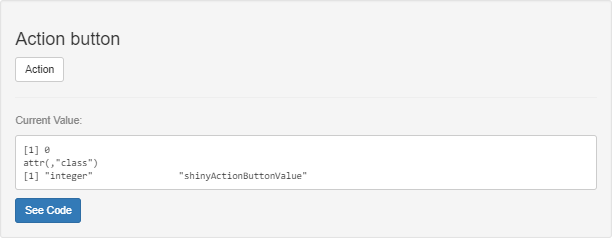 Action button
Action
Current Value:
[1] 0
attr(,"class")
[1] "integer"                "shinyActionButtonValue"
See Code